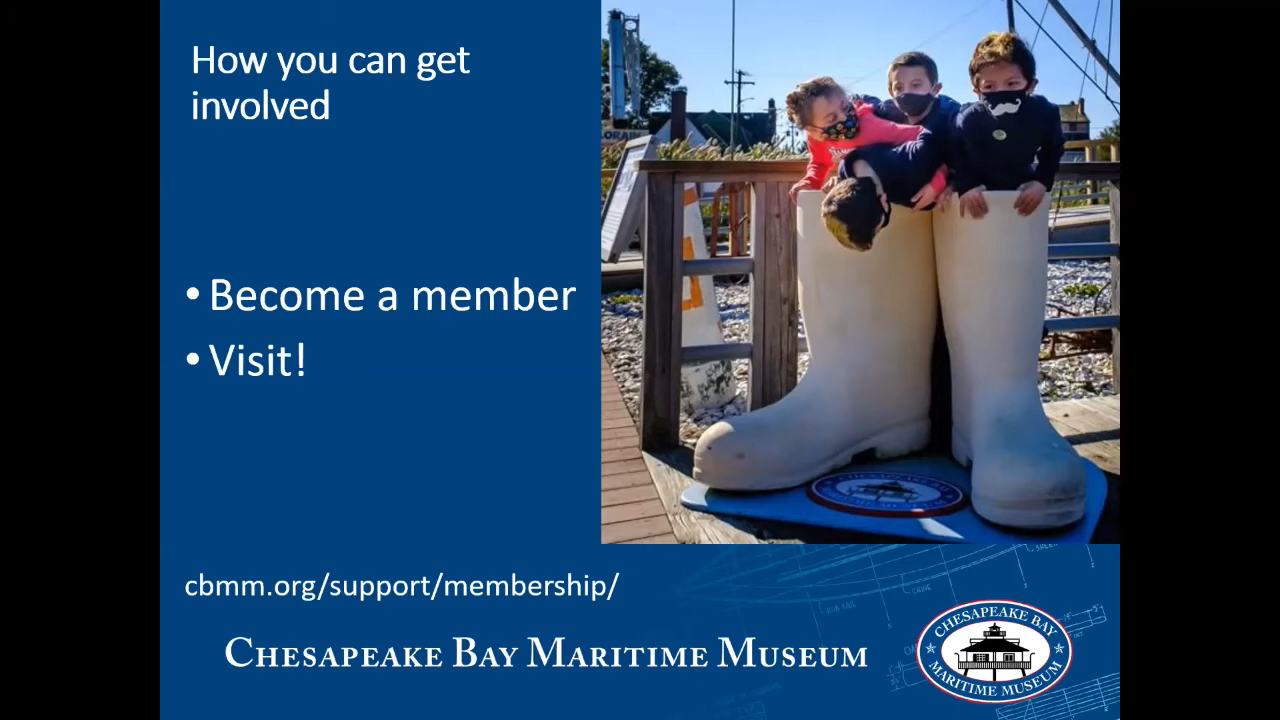 How you can get
involved
• Become a member
• Visit!
cbmm.org/support/membership/
CHESAPEAKE BAY MARITIME MUSEUM
CHESAPEAKE BAY
MARITIME MUSEUM